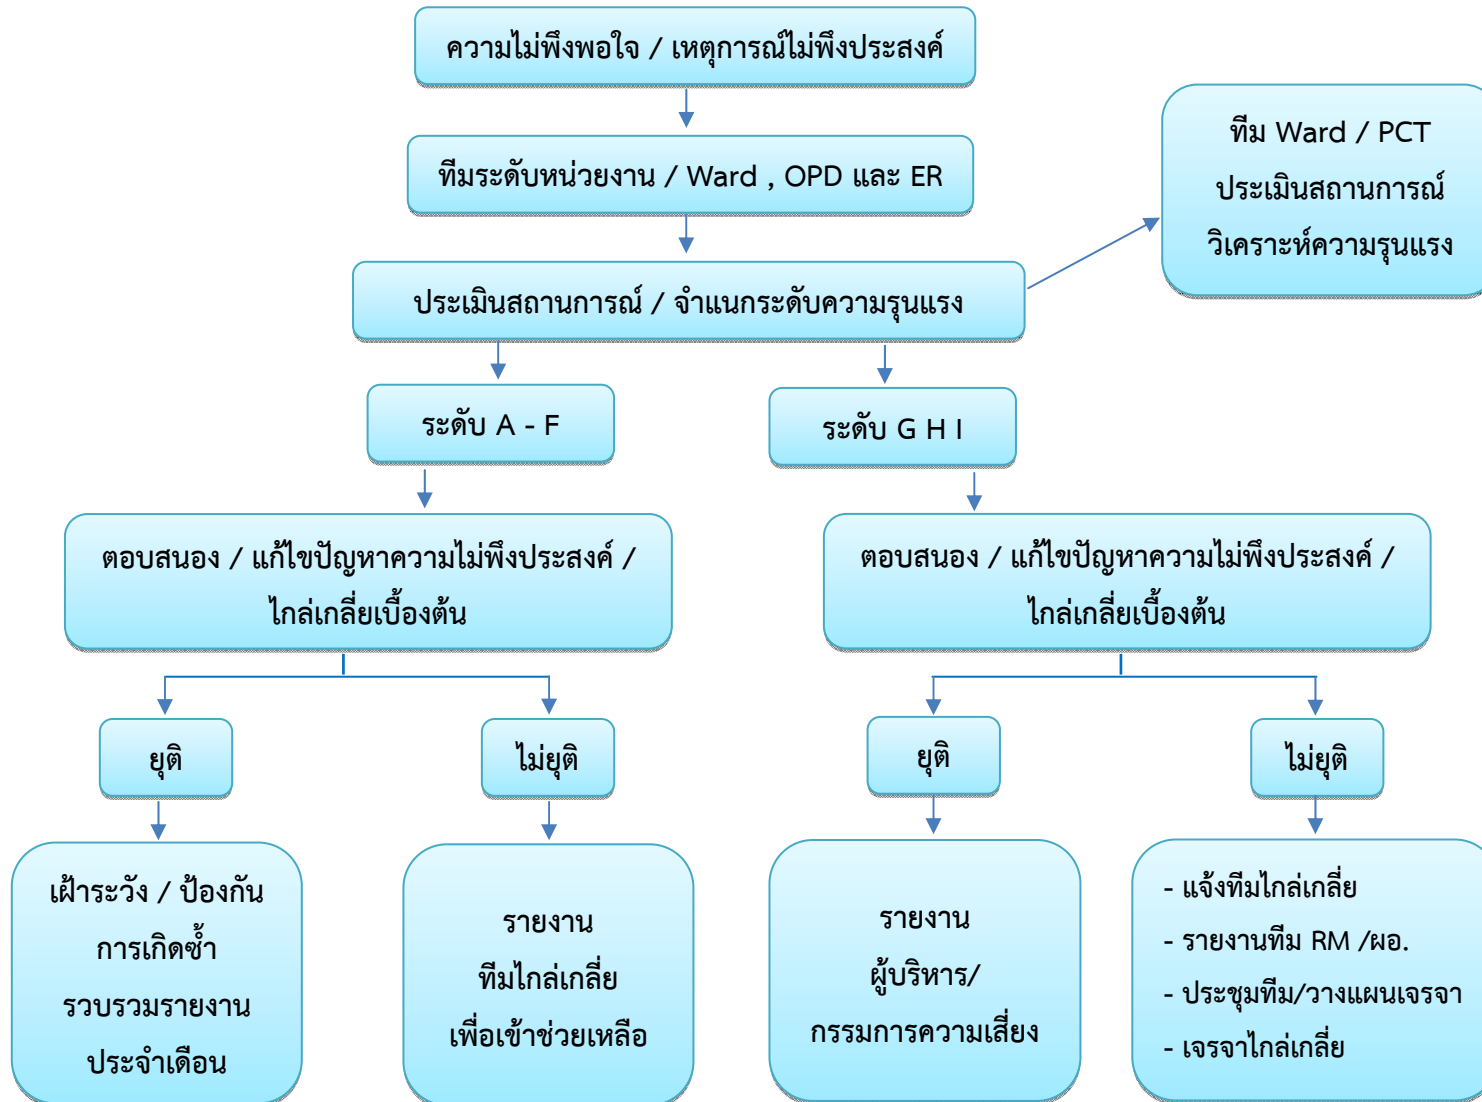 ความไม่พึงพอใจ / เหตุการณ์ไม่พึงประสงค์
ทีมระดับหน่วยงาน / Ward , OPD และ ER
ทีม Ward / PCT
ประเมินสถานการณ์
วิเคราะห์ความรุนแรง
ประเมินสถานการณ์ / จำแนกระดับความรุนแรง
ระดับ A - F
ระดับ G H I
ตอบสนอง / แก้ไขปัญหาความไม่พึงประสงค์ /
ไกล่เกลี่ยเบื้องต้น
ตอบสนอง / แก้ไขปัญหาความไม่พึงประสงค์ /
ไกล่เกลี่ยเบื้องต้น
ยุติ
ไม่ยุติ
ยุติ
ไม่ยุติ
เฝ้าระวัง / ป้องกัน
การเกิดซ้ำ
รวบรวมรายงาน
ประจำเดือน
รายงาน
ทีมไกล่เกลี่ย
เพื่อเข้าช่วยเหลือ
รายงาน
ผู้บริหาร/
กรรมการความเสี่ยง
- แจ้งทีมไกล่เกลี่ย
- รายงานทีม RM /ผอ.
- ประชุมทีม/วางแผนเจรจา
- เจรจาไกล่เกลี่ย